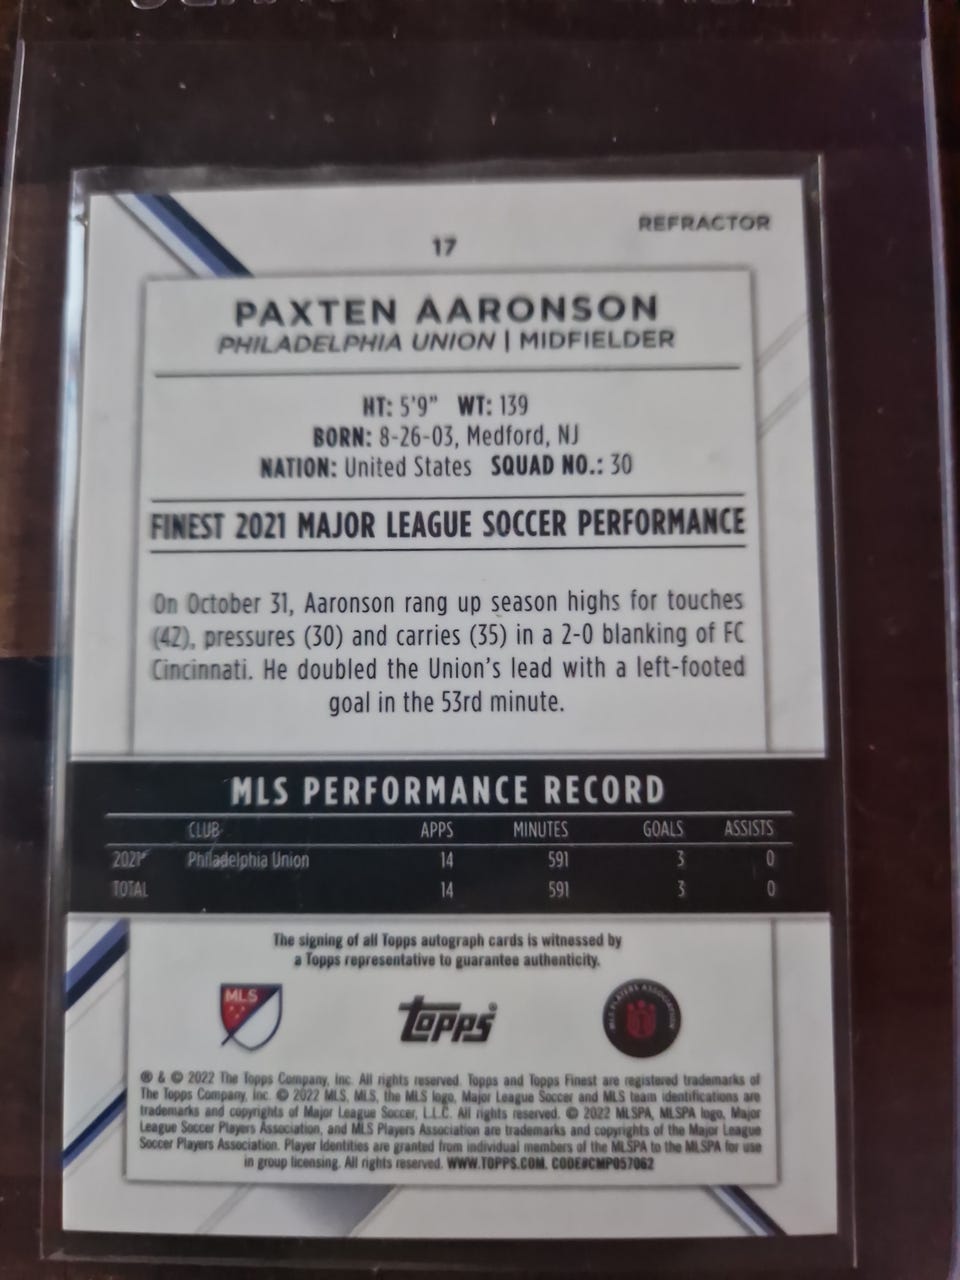 REFRACTOR
17
PAXTEN AARONSON
PHILADELPHIA UNION | MIDFIELDER
HT: 5'9" WT: 139
BORN: 8-26-03, Medford, NJ
NATION: United States SQUAD NO.: 30
FINEST 2021 MAJOR LEAGUE SOCCER PERFORMANCE
On October 31, Aaronson rang up season highs for touches
(42), pressures (30) and carries (35) in a 2-0 blanking of FC
Cincinnati. He doubled the Union's lead with a left-footed
goal in the 53rd minute.
MLS PERFORMANCE RECORD
CLUB APPS MINUTES GOALS ASSISTS
2021* Philadelphia Union 14 591 3 0
TOTAL 14 591 3 0
The signing of all Topps autograph cards is witnessed by
a Topps representative to guarantee authenticity.
MLS
topps®
MLS PLAYERS ASSOCIATION
® & © 2022 The Topps Company, Inc. All rights reserved. Topps and Topps Finest are registered trademarks of
The Topps Company, Inc. © 2022 MLS, MLS, the MLS logo, Major League Soccer and MLS team identifications are
trademarks and copyrights of Major League Soccer, L.L.C. All rights reserved. © 2022 MLSPA, MLSPA logo, Major
League Soccer Players Association, and MLS Players Association are trademarks and copyrights of the Major League
Soccer Players Association. Player Identities are granted from individual members of the MLSPA to the MLSPA for use
in group licensing. All rights reserved. WWW.TOPPS.COM. CODE#CMP057062